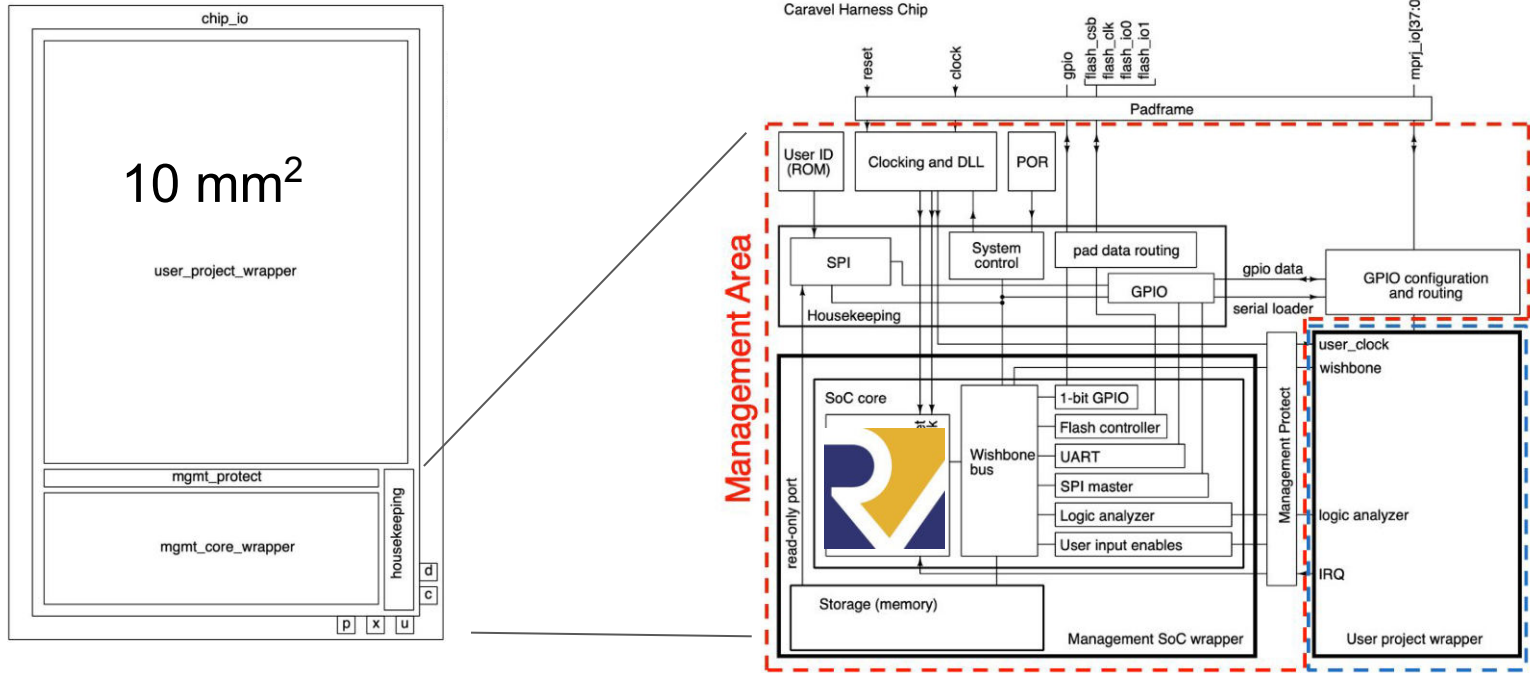 chip_io
10 mm2
user_project_wrapper
mgmt_protect
mgmt_core_wrapper
housekeeping
d
c
p
x
u
Caravel Harness Chip
reset
clock
gpio
flash_csb
flash_clk
flash_io0
flash_io1
mprj_io[37:0
Padframe
Management Area
User ID
(ROM)
Clocking and DLL
POR
SPI
System
control
pad data routing
GPIO
Housekeeping
gpio data
serial loader
GPIO configuration
and routing
SoC core
Wishbone
bus
1-bit GPIO
Flash controller
UART
SPI master
Logic analyzer
User input enables
read-only port
Storage (memory)
Management SoC wrapper
Management Protect
user_clock
wishbone
logic analyzer
IRQ
User project wrapper